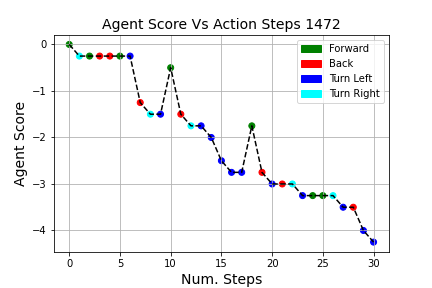 Agent Score Vs Action Steps 1472
Agent Score
0
−1
−2
−3
−4
Forward
Back
Turn Left
Turn Right
0 5 10 15 20 25 30
Num. Steps